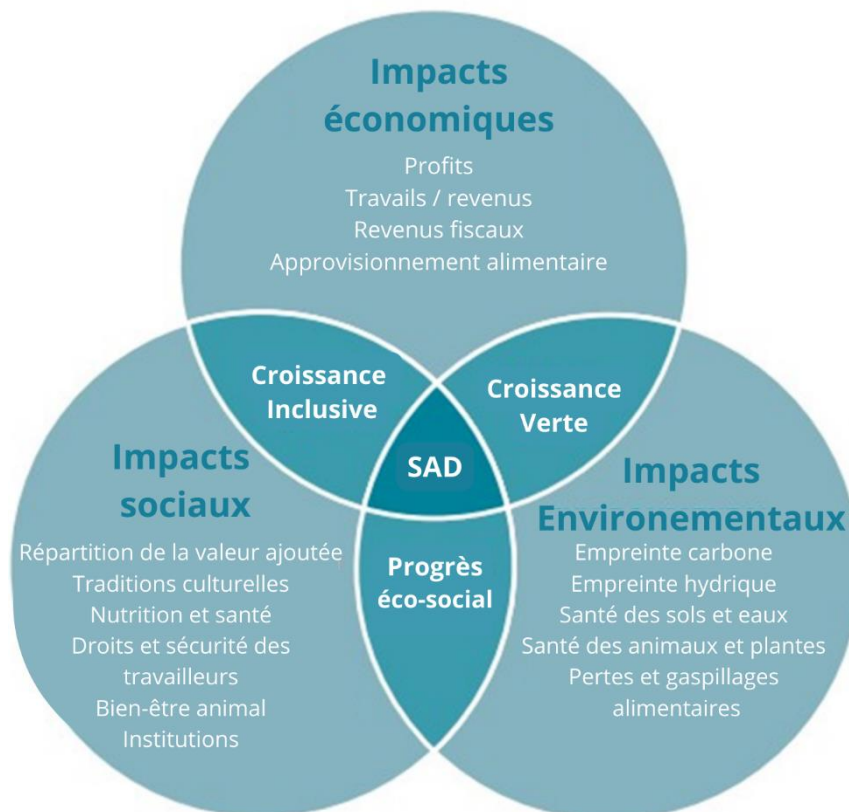 Impacts
économiques
Profits
Travails / revenus
Revenus fiscaux
Approvisionnement alimentaire
Croissance
Inclusive
Croissance
Verte
SAD
Impacts
sociaux
Répartition de la valeur ajoutée
Traditions culturelles
Nutrition et santé
Droits et sécurité des
travailleurs
Bien-être animal
Institutions
Progrès
éco-social
Impacts
Environementaux
Empreinte carbone
Empreinte hydrique
Santé des sols et eaux
Santé des animaux et plantes
Pertes et gaspillages
alimentaires